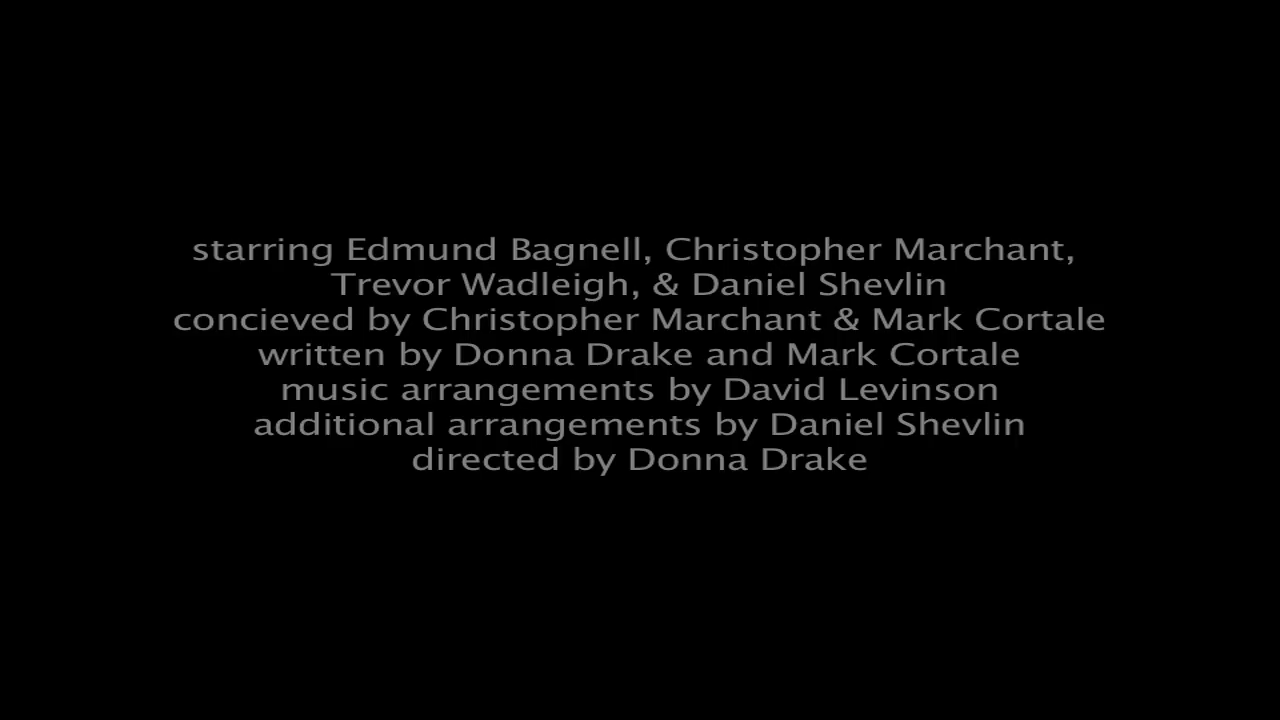 starring Edmund Bagnell, Christopher Marchant,
Trevor Wadleigh, & Daniel Shevlin
concieved by Christopher Marchant & Mark Cortale
written by Donna Drake and Mark Cortale
music arrangements by David Levinson
additional arrangements by Daniel Shevlin
directed by Donna Drake